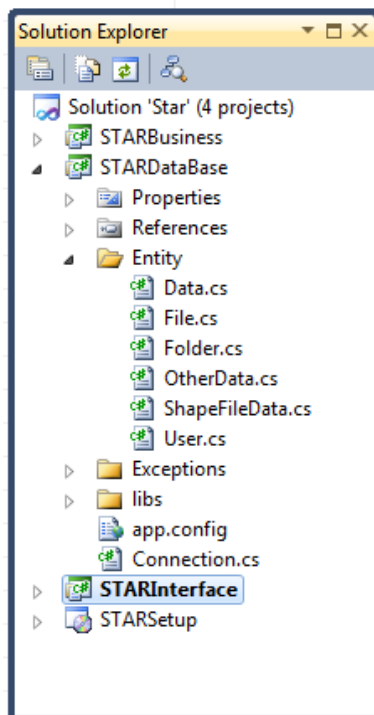 Solution Explorer
Solution 'Star' (4 projects)
STARBusiness
STARDataBase
Properties
References
Entity
Data.cs
File.cs
Folder.cs
OtherData.cs
ShapeFileData.cs
User.cs
Exceptions
libs
app.config
Connection.cs
STARInterface
STARSetup